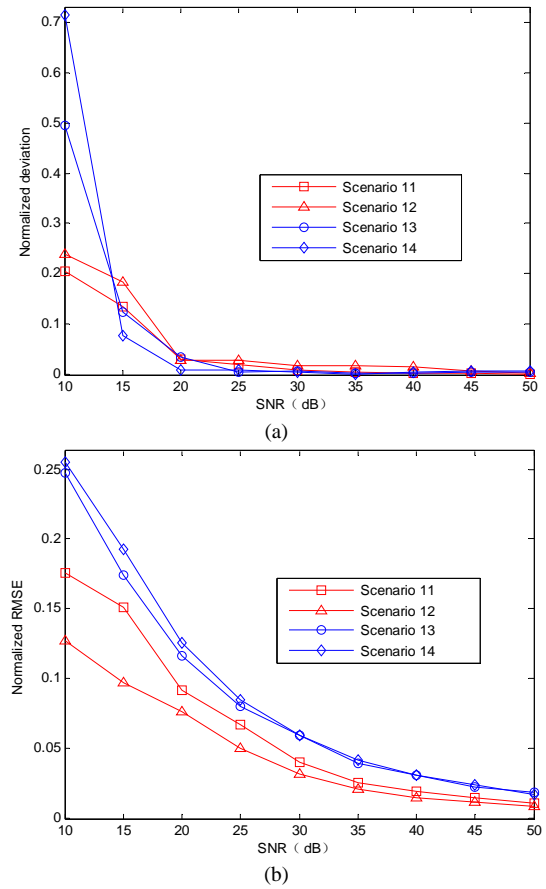 0.7
0.6
0.5
0.4
0.3
0.2
0.1
0
Normalized deviation
Scenario 11
Scenario 12
Scenario 13
Scenario 14
10 15 20 25 30 35 40 45 50
SNR（ dB）
(a)
0.25
0.2
0.15
0.1
0.05
0
Normalized RMSE
Scenario 11
Scenario 12
Scenario 13
Scenario 14
10 15 20 25 30 35 40 45 50
SNR（ dB）
(b)